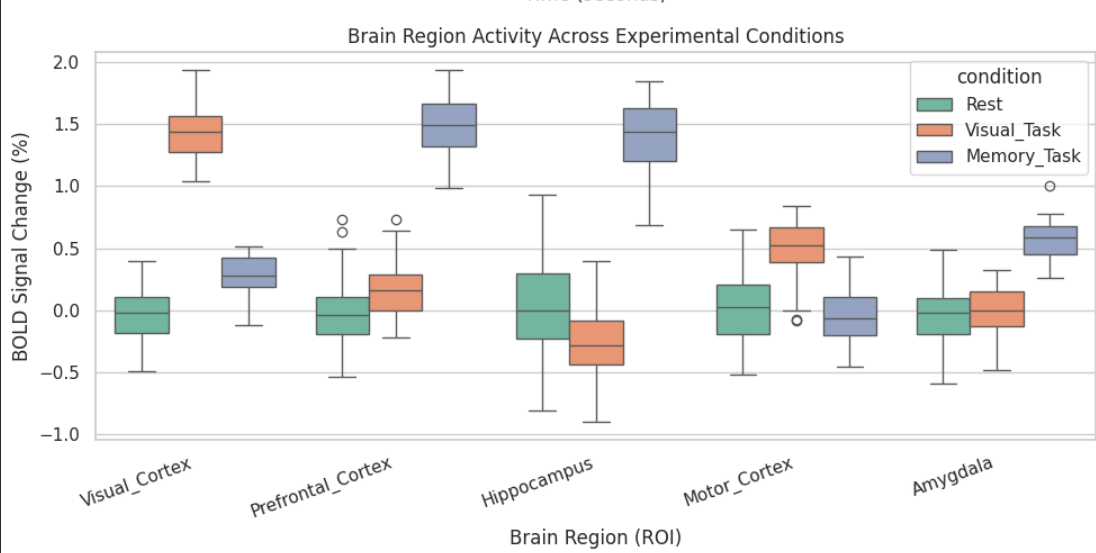 Brain Region Activity Across Experimental Conditions
2.0
1.5
1.0
0.5
0.0
−0.5
−1.0
BOLD Signal Change (%)
condition
Rest
Visual_Task
Memory_Task
Visual_Cortex
Prefrontal_Cortex
Hippocampus
Motor_Cortex
Amygdala
Brain Region (ROI)